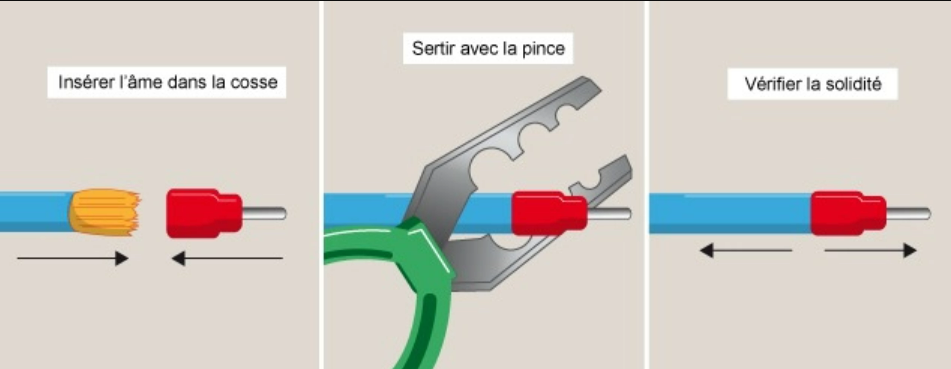 Insérer l'âme dans la cosse
Sertir avec la pince
Vérifier la solidité